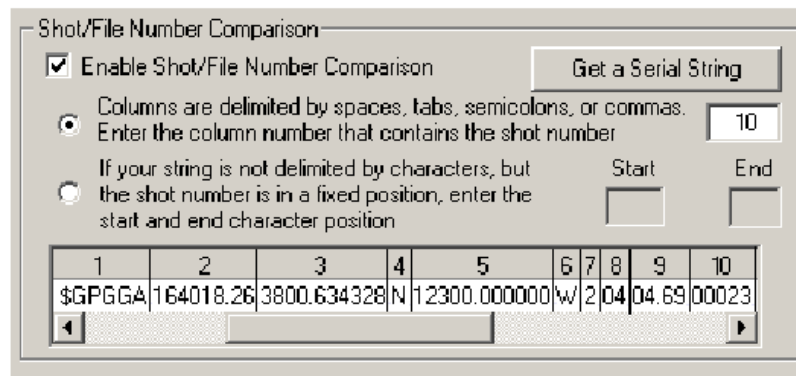 Shot/File Number Comparison
Enable Shot/File Number Comparison
Get a Serial String
Columns are delimited by spaces, tabs, semicolons, or commas.
Enter the column number that contains the shot number
10
If your string is not delimited by characters, but
the shot number is in a fixed position, enter the
start and end character position
Start End
1 2 3 4 5 6 7 8 9 10
$GPGGA 164018.26 3800.634328 N 12300.000000 W 2 04 04.69 00023